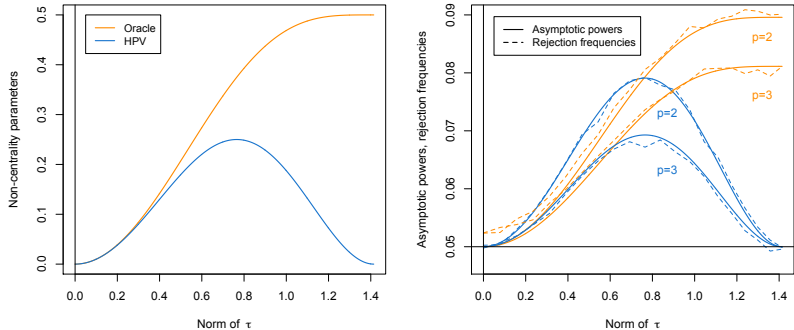 Non-centrality parameters
0.5
0.4
0.3
0.2
0.1
0.0
Oracle
HPV
0.0 0.2 0.4 0.6 0.8 1.0 1.2 1.4
Norm of τ
Asymptotic powers, rejection frequencies
0.09
0.08
0.07
0.06
0.05
Asymptotic powers
Rejection frequencies
p=2
p=3
p=2
p=3
0.0 0.2 0.4 0.6 0.8 1.0 1.2 1.4
Norm of τ